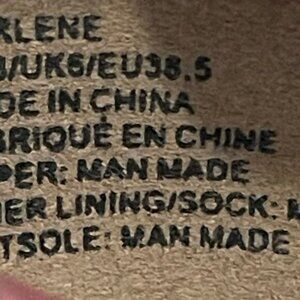 RLENE
/UK6/EU38.5
DE IN CHINA
BRIQUÉ EN CHINE
PER: MAN MADE
ER LINING/SOCK:
TSOLE: MAN MADE